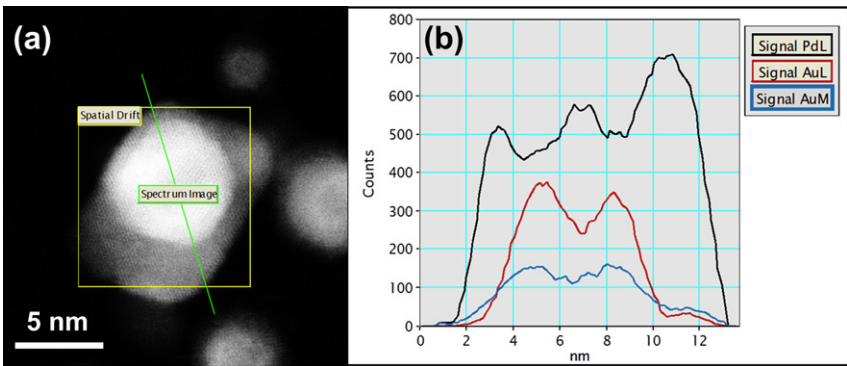 (a)
Spatial Drift
Spectrum Image
5 nm
(b)
800
700
600
500
400
300
200
100
0
Counts
0 2 4 6 8 10 12
nm
Signal PdL
Signal AuL
Signal AuM